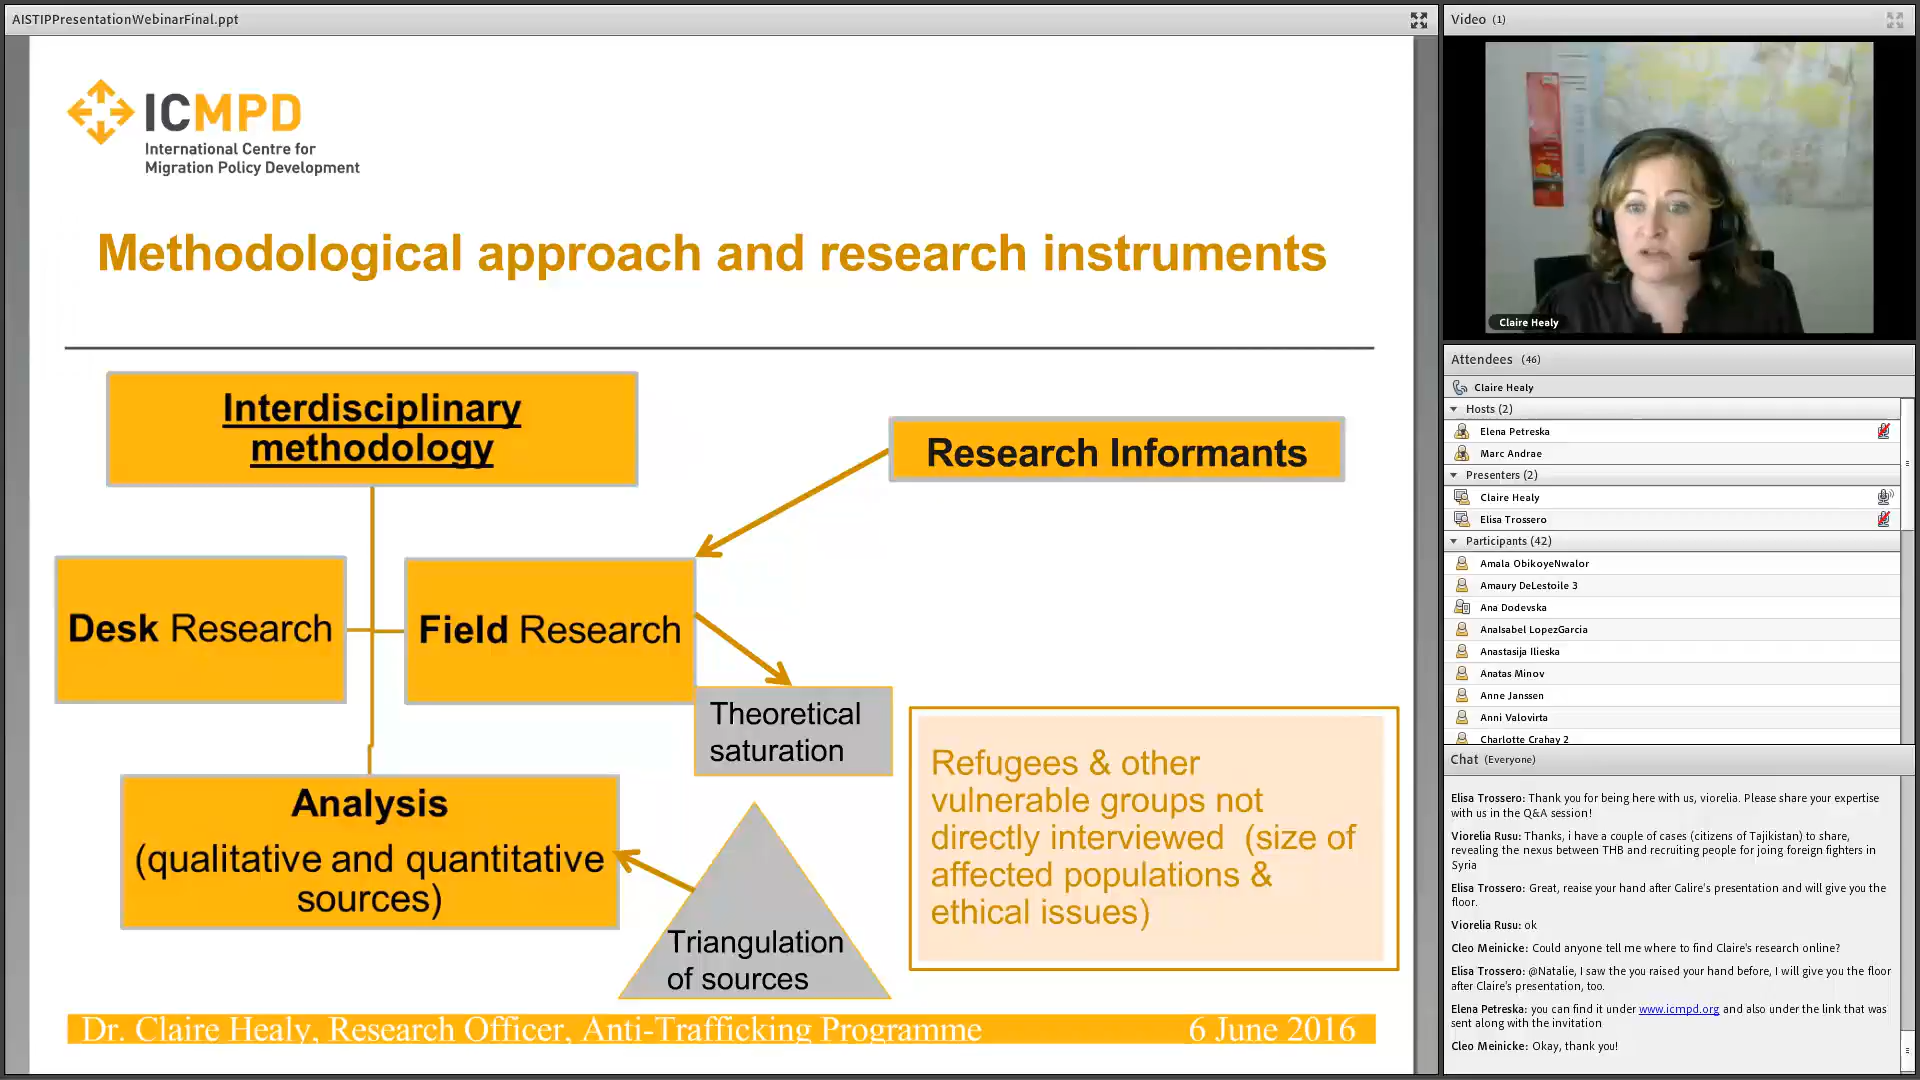 AISTIPPresentationWebinarFinal.ppt
ICMPD
International Centre for
Migration Policy Development
Methodological approach and research instruments
Interdisciplinary
methodology
Research Informants
Desk Research
Field Research
Theoretical
saturation
Refugees & other
vulnerable groups not
directly interviewed (size of
affected populations &
ethical issues)
Analysis
(qualitative and quantitative
sources)
Triangulation
of sources
Dr. Claire Healy, Research Officer, Anti-Trafficking Programme
6 June 2016
Video (1)
Claire Healy
Attendees (46)
Claire Healy
Hosts (2)
Elena Petreska
Marc Andrae
Presenters (2)
Claire Healy
Elisa Trossero
Participants (42)
Amala ObikoyeNwalor
Amaury DeLestoile 3
Ana Dodevska
AnaIsabel LopezGarcia
Anastasija Ilieska
Anatas Minov
Anne Janssen
Anni Valovirta
Charlotte Crahay 2
Chat (Everyone)
Elisa Trossero: Thank you for being here with us, viorelia. Please share your expertise
with us in the Q&A session!
Viorelia Rusu: Thanks, i have a couple of cases (citizens of Tajikistan) to share,
revealing the nexus between THB and recruiting people for joing foreign fighters in
Syria
Elisa Trossero: Great, reaise your hand after Calire's presentation and will give you the
floor.
Viorelia Rusu: ok
Cleo Meinicke: Could anyone tell me where to find Claire's research online?
Elisa Trossero: @Natalie, I saw the you raised your hand before, I will give you the floor
after Claire's presentation, too.
Elena Petreska: you can find it under www.icmpd.org and also under the link that was
sent along with the invitation
Cleo Meinicke: Okay, thank you!